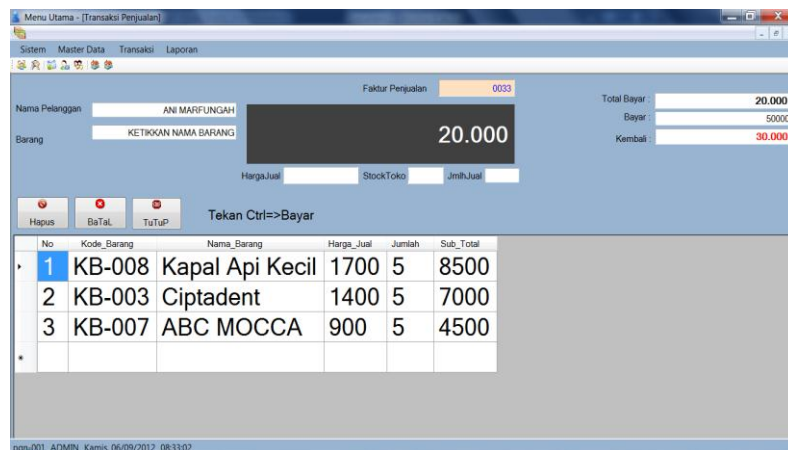 Menu Utama - [Transaksi Penjualan]
Sistem Master Data Transaksi Laporan
Faktur Penjualan 0033
Nama Pelanggan ANI MARFUNGAH
Barang KETIKKAN NAMA BARANG
20.000
Total Bayar : 20.000
Bayar : 50000
Kembali : 30.000
HargaJual StockToko JmlhJual
Hapus BaTaL TuTuP Tekan Ctrl=>Bayar
No Kode_Barang Nama_Barang Harga_Jual Jumlah Sub_Total
1 KB-008 Kapal Api Kecil 1700 5 8500
2 KB-003 Ciptadent 1400 5 7000
3 KB-007 ABC MOCCA 900 5 4500
pgn-001 ADMIN Kamis, 06/09/2012 08:33:02